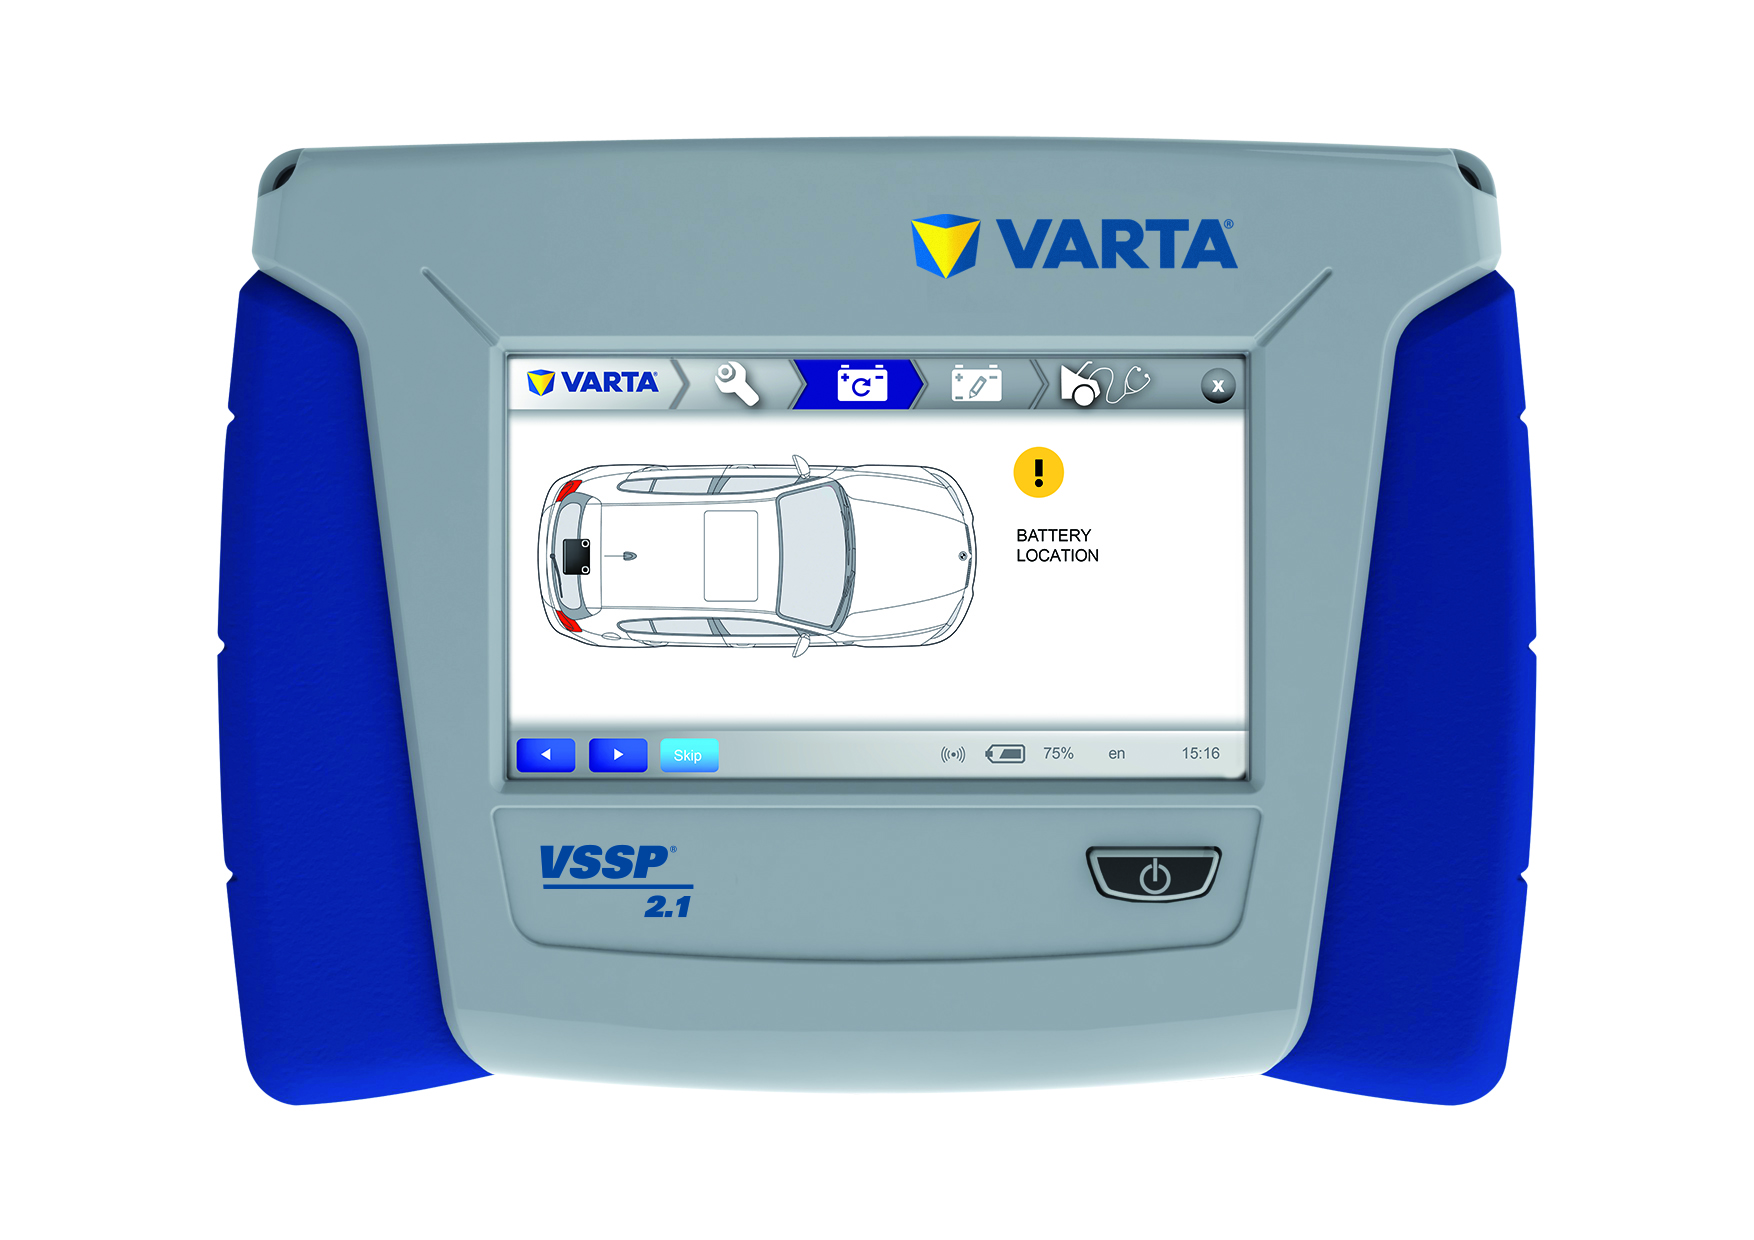 VARTA®
VARTA®
x
!
BATTERY
LOCATION
Skip
75%
en
15:16
VSSP®
2.1